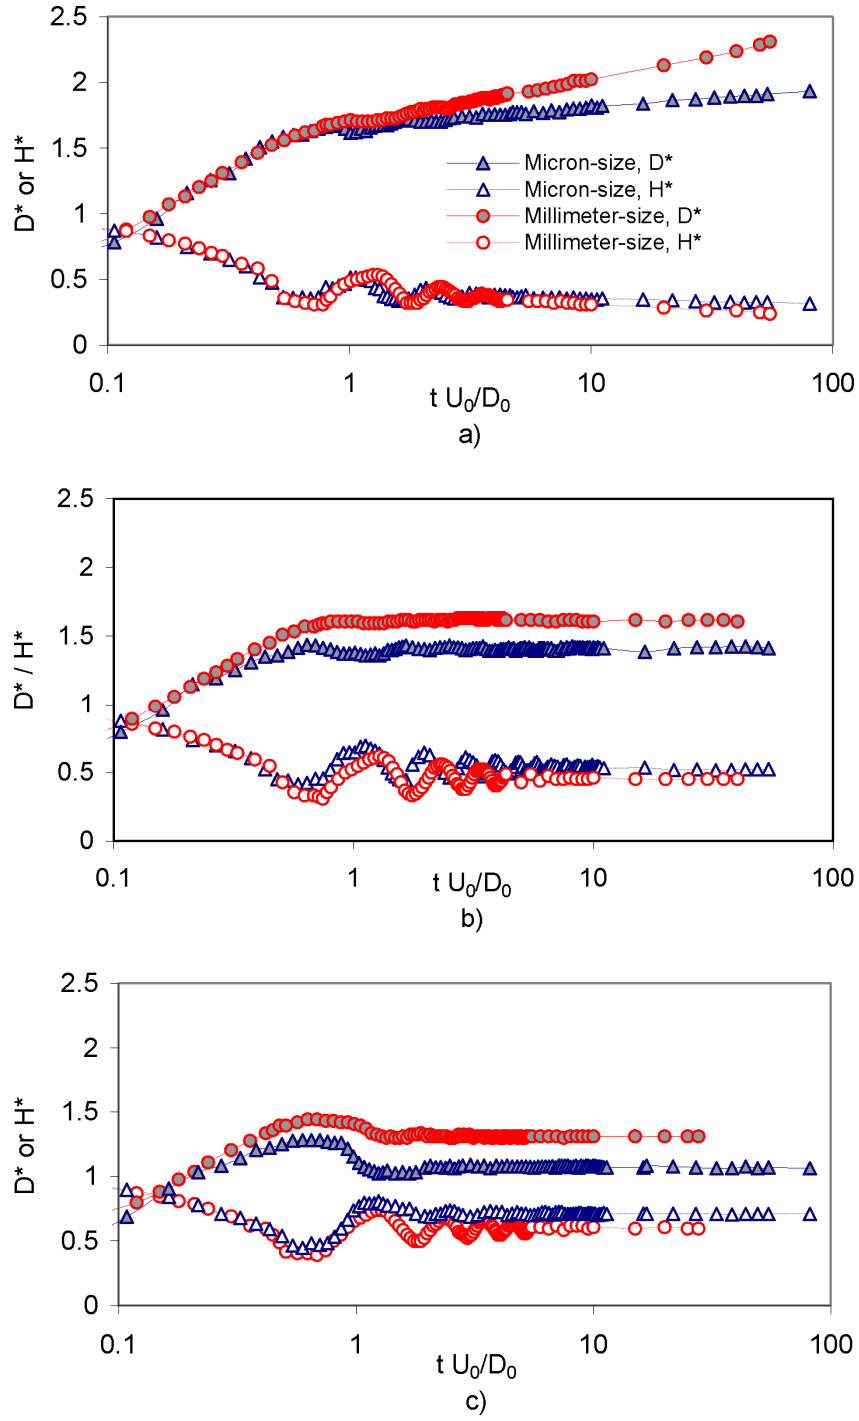 2.5
2
1.5
1
0.5
0
D* or H*
Micron-size, D*
Micron-size, H*
Millimeter-size, D*
Millimeter-size, H*
0.1 1 10 100
t U₀/D₀
a)
2.5
2
1.5
1
0.5
0
D* / H*
0.1 1 10 100
t U₀/D₀
b)
2.5
2
1.5
1
0.5
0
D* or H*
0.1 1 10 100
t U₀/D₀
c)